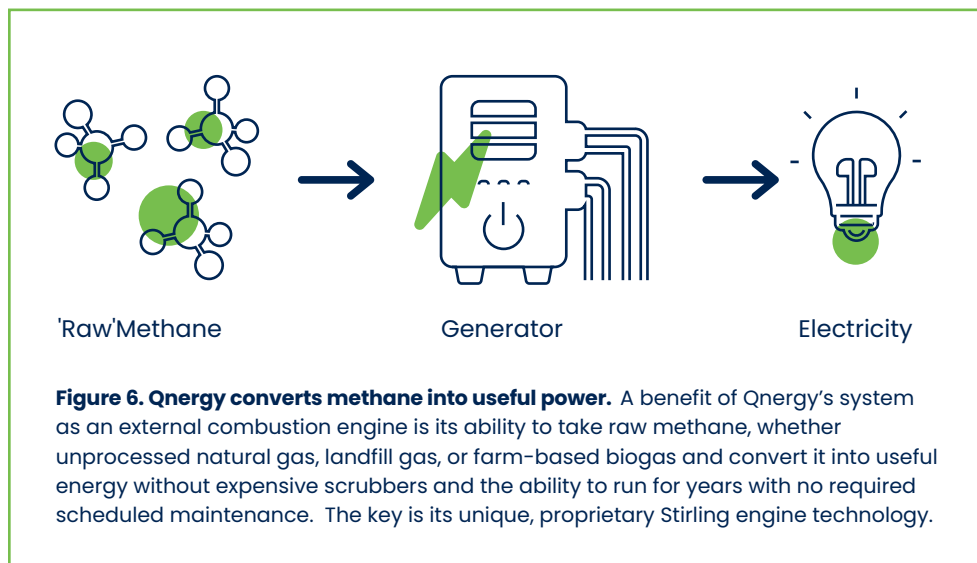 'Raw'Methane
Generator
Electricity
Figure 6. Qnergy converts methane into useful power. A benefit of Qnergy’s system
as an external combustion engine is its ability to take raw methane, whether
unprocessed natural gas, landfill gas, or farm-based biogas and convert it into useful
energy without expensive scrubbers and the ability to run for years with no required
scheduled maintenance. The key is its unique, proprietary Stirling engine technology.